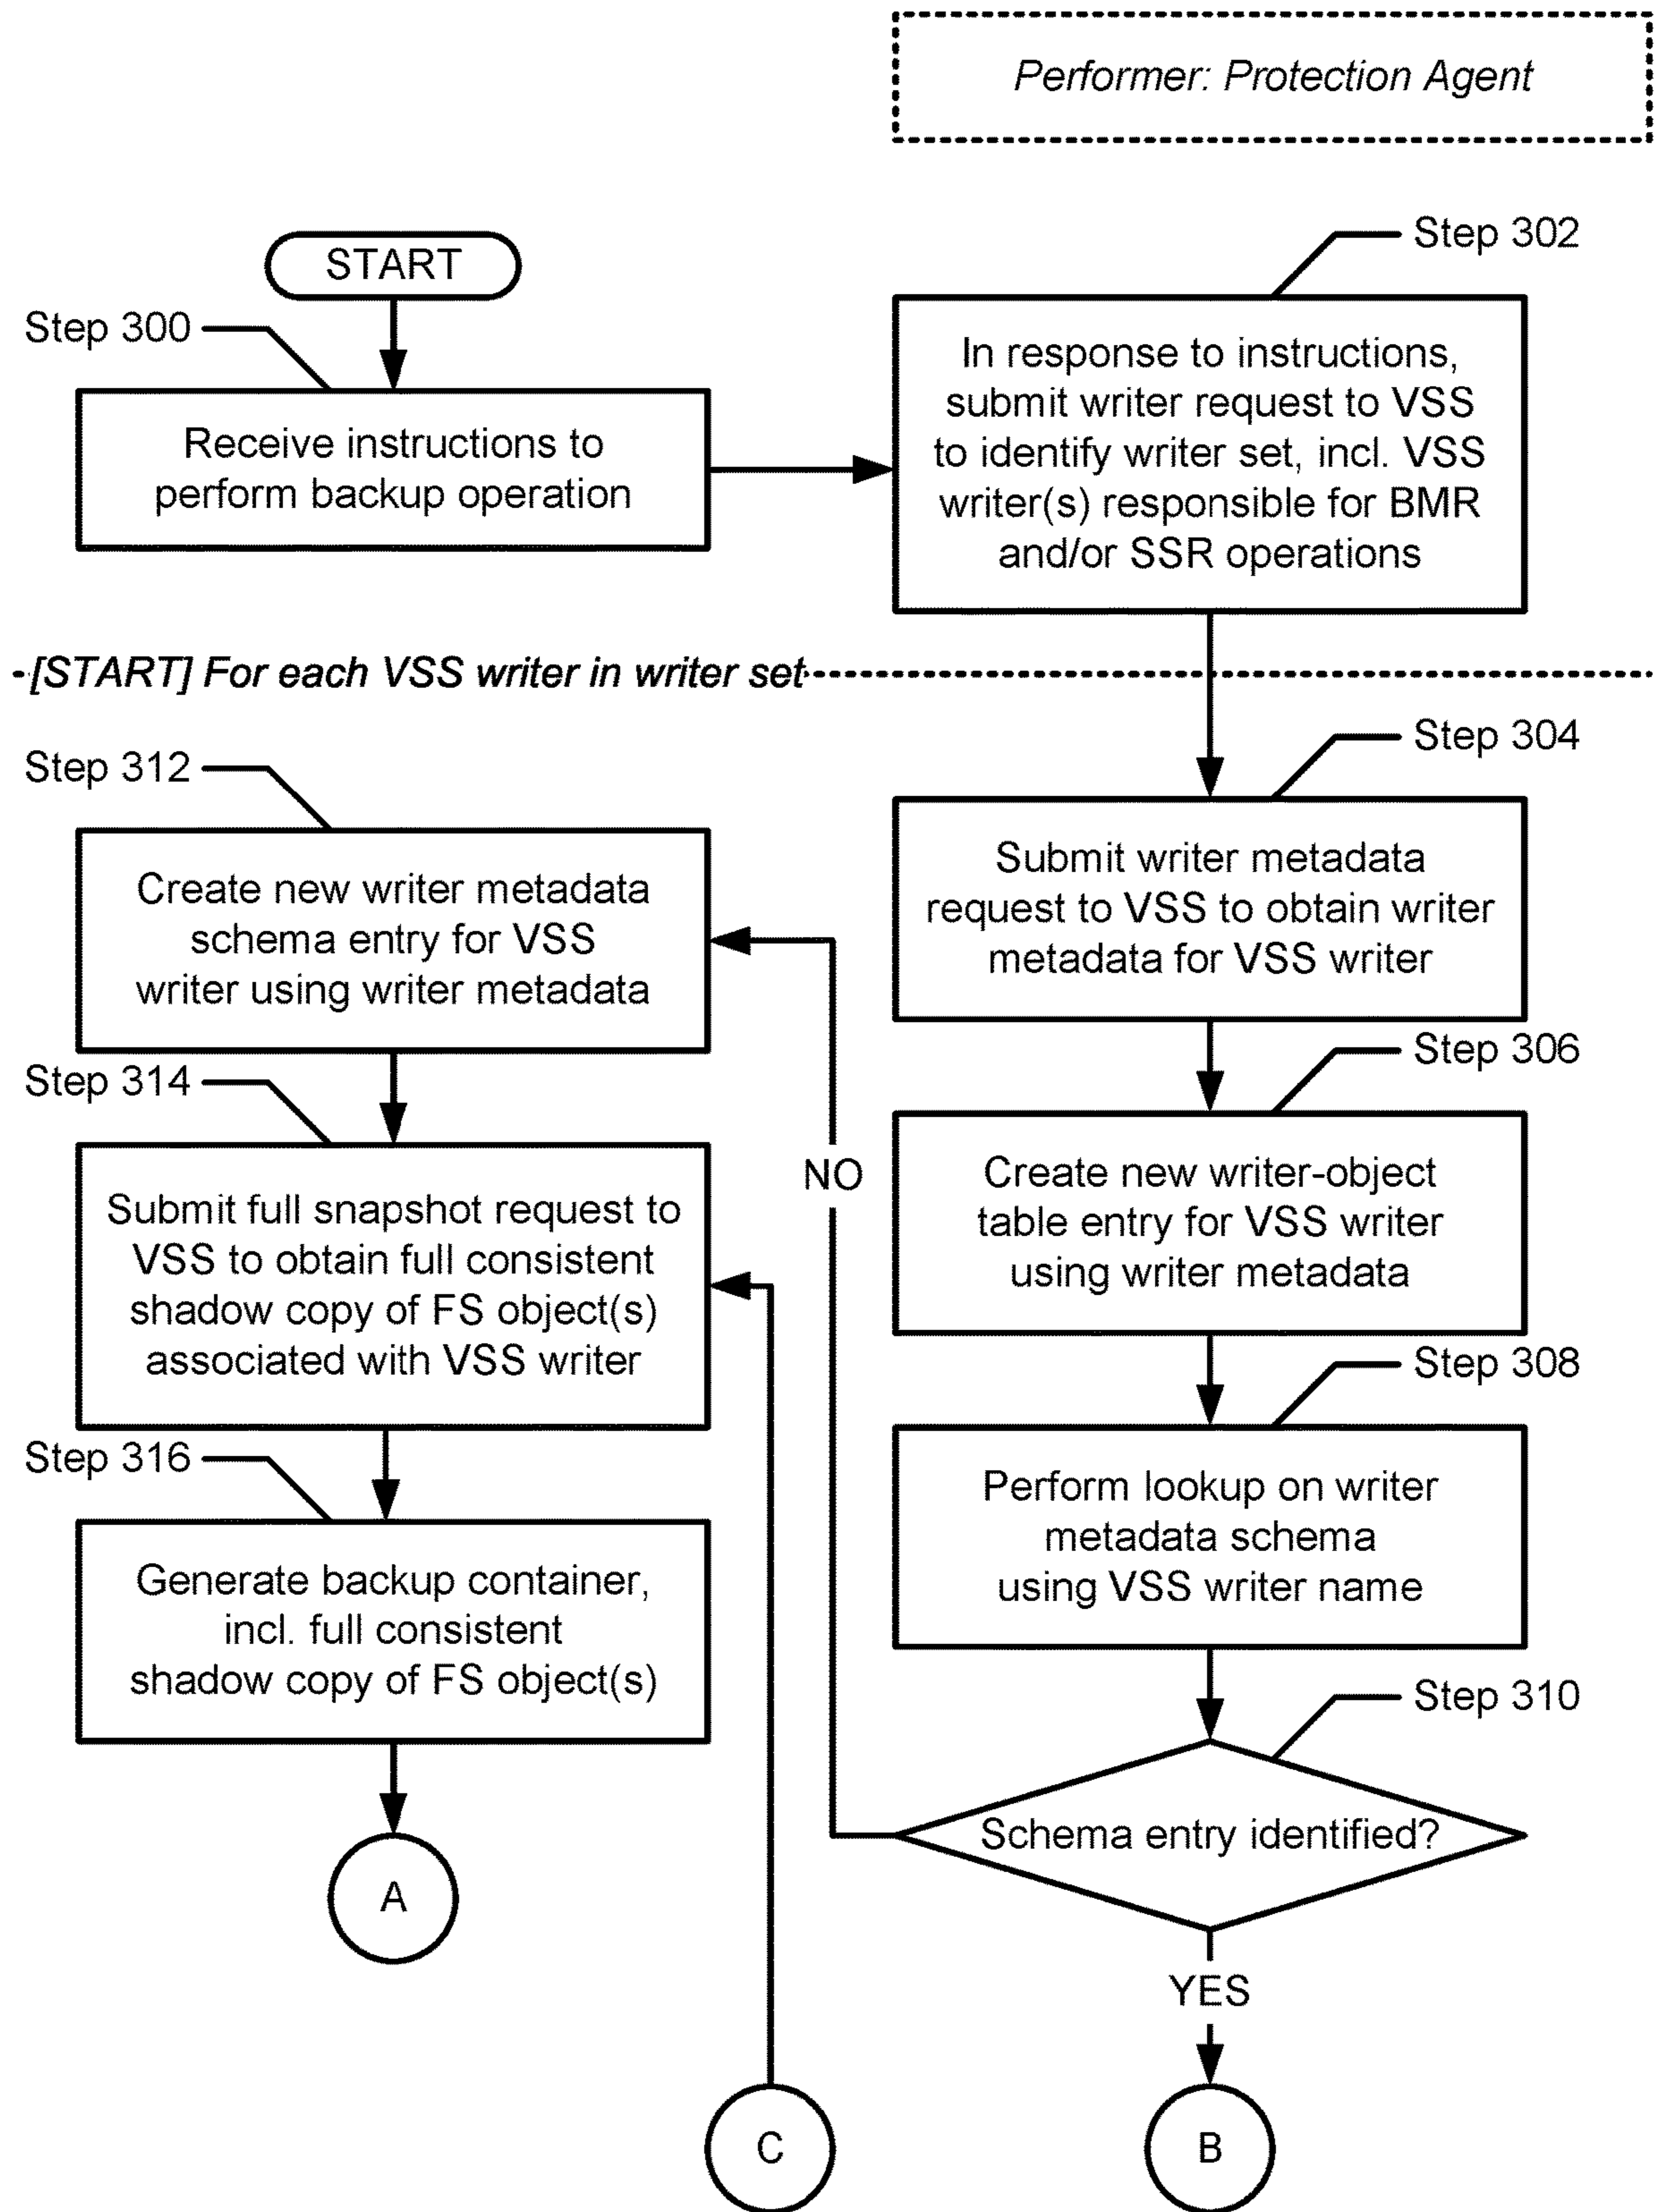 Performer: Protection Agent
START
Step 300
Receive instructions to
perform backup operation
Step 302
In response to instructions,
submit writer request to VSS
to identify writer set, incl. VSS
writer(s) responsible for BMR
and/or SSR operations
[START] For each VSS writer in writer set
Step 304
Submit writer metadata
request to VSS to obtain writer
metadata for VSS writer
Step 306
Create new writer-object
table entry for VSS writer
using writer metadata
Step 308
Perform lookup on writer
metadata schema
using VSS writer name
Step 310
Schema entry identified?
NO
YES
B
Step 312
Create new writer metadata
schema entry for VSS
writer using writer metadata
Step 314
Submit full snapshot request to
VSS to obtain full consistent
shadow copy of FS object(s)
associated with VSS writer
Step 316
Generate backup container,
incl. full consistent
shadow copy of FS object(s)
A
C